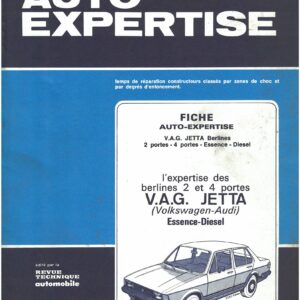 AUTO
EXPERTISE
temps de réparation constructeurs classés par zones de choc et
par degrés d'enfoncement.
FICHE
AUTO-EXPERTISE
V.A.G. JETTA Berlines
2 portes - 4 portes - Essence - Diesel
l'expertise des
berlines 2 et 4 portes
V.A.G. JETTA
(Volkswagen-Audi)
Essence-Diesel
édité par la
REVUE
TECHNIQUE
automobile